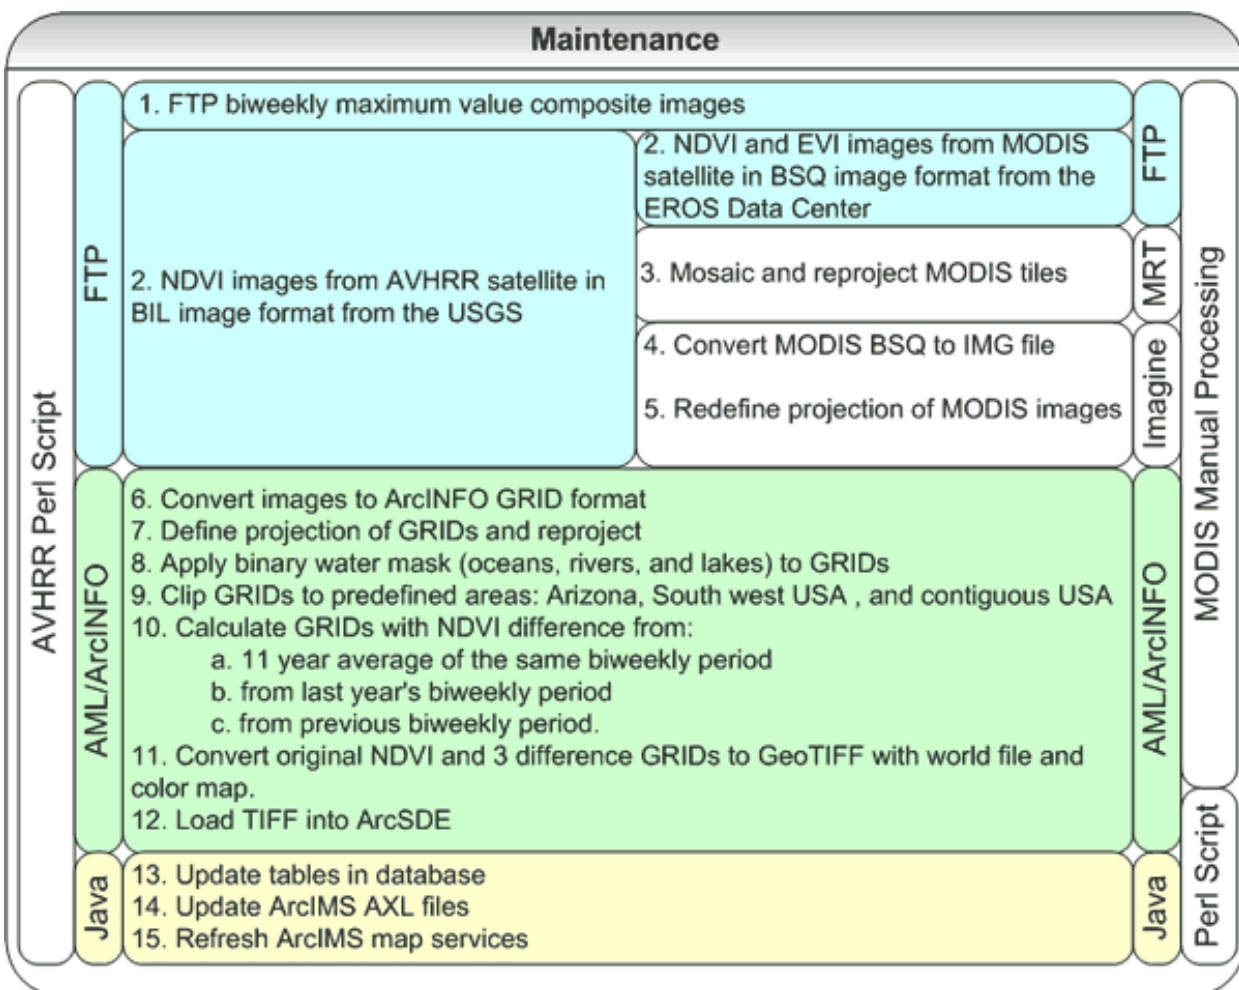 Maintenance
AVHRR Perl Script
FTP
1. FTP biweekly maximum value composite images
2. NDVI images from AVHRR satellite in
BIL image format from the USGS
2. NDVI and EVI images from MODIS
satellite in BSQ image format from the
EROS Data Center
FTP
3. Mosaic and reproject MODIS tiles
MRT
4. Convert MODIS BSQ to IMG file
5. Redefine projection of MODIS images
Imagine
MODIS Manual Processing
AML/ArcINFO
6. Convert images to ArcINFO GRID format
7. Define projection of GRIDs and reproject
8. Apply binary water mask (oceans, rivers, and lakes) to GRIDs
9. Clip GRIDs to predefined areas: Arizona, South west USA , and contiguous USA
10. Calculate GRIDs with NDVI difference from:
a. 11 year average of the same biweekly period
b. from last year's biweekly period
c. from previous biweekly period.
11. Convert original NDVI and 3 difference GRIDs to GeoTIFF with world file and
color map.
12. Load TIFF into ArcSDE
AML/ArcINFO
Java
13. Update tables in database
14. Update ArcIMS AXL files
15. Refresh ArcIMS map services
Java
Perl Script